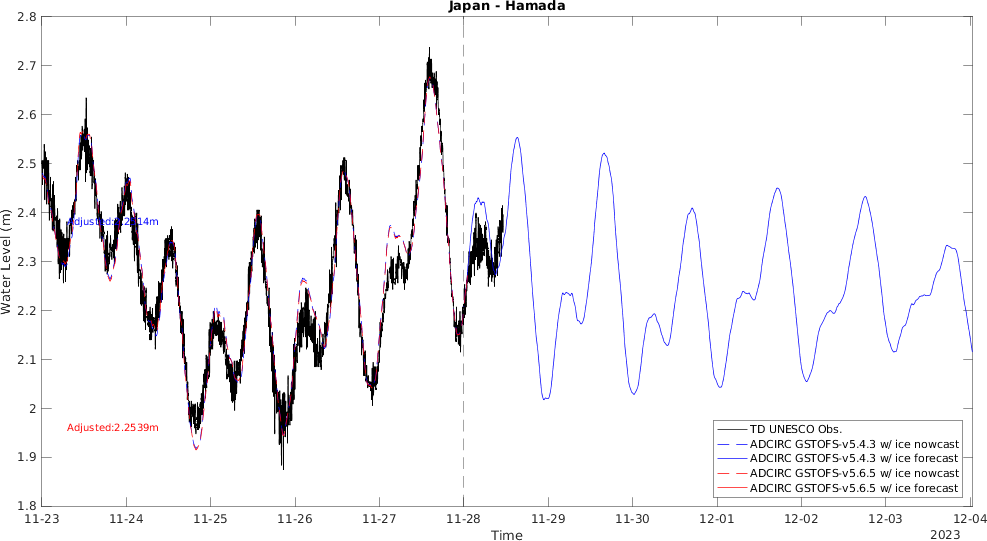 Japan - Hamada
2.8
2.7
2.6
2.5
2.4
2.3
2.2
2.1
2
1.9
1.8
Water Level (m)
Adjusted:2.2539m
TD UNESCO Obs.
ADCIRC GSTOFS-v5.4.3 w/ ice nowcast
ADCIRC GSTOFS-v5.4.3 w/ ice forecast
ADCIRC GSTOFS-v5.6.5 w/ ice nowcast
ADCIRC GSTOFS-v5.6.5 w/ ice forecast
11-23 11-24 11-25 11-26 11-27 11-28 11-29 11-30 12-01 12-02 12-03 12-04
Time
2023